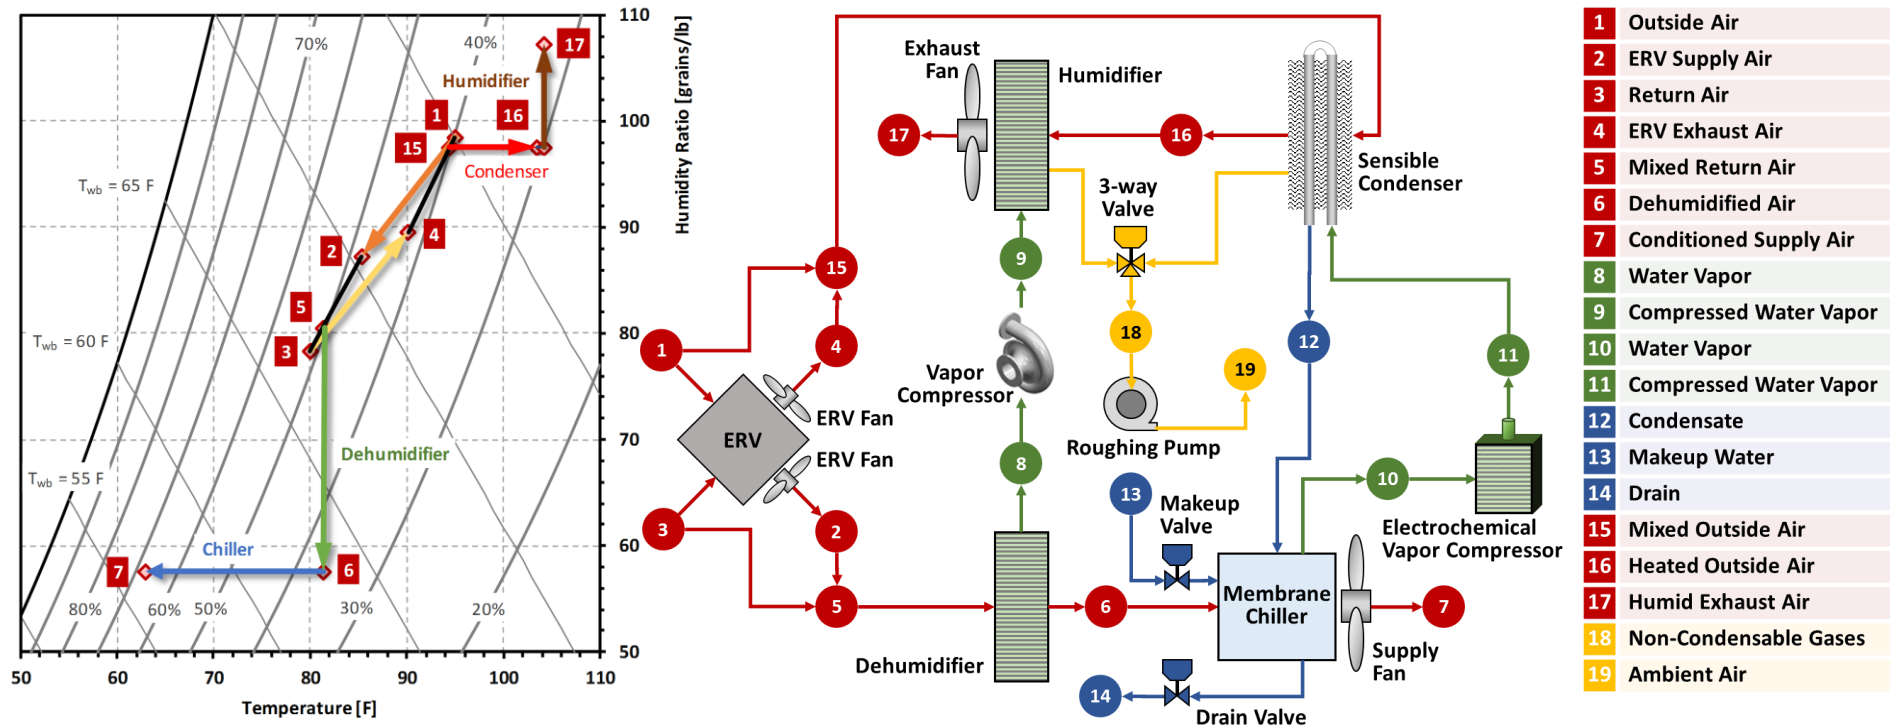 110
100
90
80
70
60
50
Humidity Ratio [grains/lb]
50
60
70
80
90
100
110
Temperature [F]
70%
40%
80%
60%
50%
30%
20%
Twb = 65 F
Twb = 60 F
Twb = 55 F
17
Humidifier
1
16
15
Condenser
4
2
5
3
Dehumidifier
Chiller
7
6
Exhaust
Fan
Humidifier
17
16
Sensible
Condenser
3-way
Valve
9
15
18
12
1
4
Vapor
Compressor
19
11
ERV Fan
ERV
Roughing Pump
ERV Fan
8
10
13
Makeup
Valve
Electrochemical
Vapor Compressor
3
2
5
6
Membrane
Chiller
7
Dehumidifier
Supply
Fan
14
Drain Valve
1 Outside Air
2 ERV Supply Air
3 Return Air
4 ERV Exhaust Air
5 Mixed Return Air
6 Dehumidified Air
7 Conditioned Supply Air
8 Water Vapor
9 Compressed Water Vapor
10 Water Vapor
11 Compressed Water Vapor
12 Condensate
13 Makeup Water
14 Drain
15 Mixed Outside Air
16 Heated Outside Air
17 Humid Exhaust Air
18 Non-Condensable Gases
19 Ambient Air